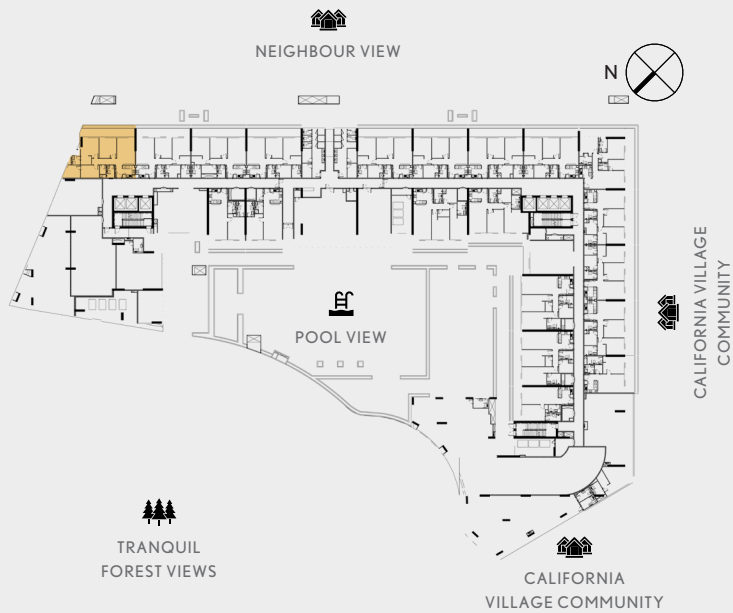 NEIGHBOUR VIEW
N
CALIFORNIA VILLAGE
COMMUNITY
POOL VIEW
TRANQUIL
FOREST VIEWS
CALIFORNIA
VILLAGE COMMUNITY